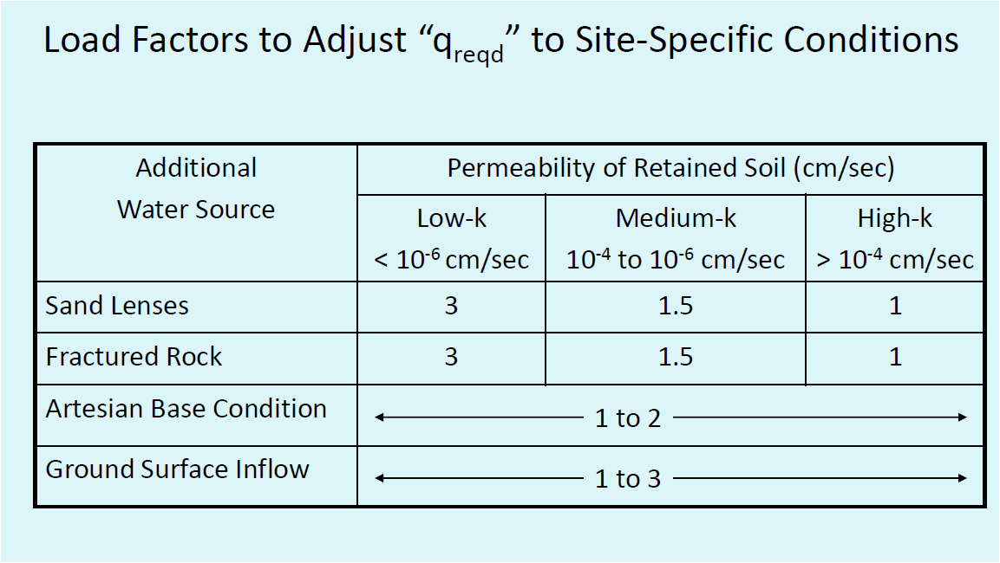 Load Factors to Adjust “q_reqd” to Site-Specific Conditions
Additional
Water Source
Permeability of Retained Soil (cm/sec)
Low-k
< 10⁻⁶ cm/sec
Medium-k
10⁻⁴ to 10⁻⁶ cm/sec
High-k
> 10⁻⁴ cm/sec
Sand Lenses 3 1.5 1
Fractured Rock 3 1.5 1
Artesian Base Condition 1 to 2
Ground Surface Inflow 1 to 3